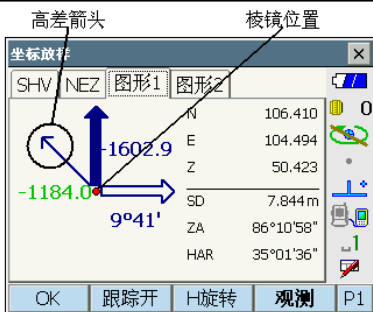 高差箭头 棱镜位置
坐标放样
SHV NEZ 图形1 图形2
N 106.410
E 104.494
Z 50.423
SD 7.844m
ZA 86°10'58"
HAR 35°01'36"
-1602.9
-1184.0
9°41'
0
1
OK 跟踪开 H旋转 观测 P1